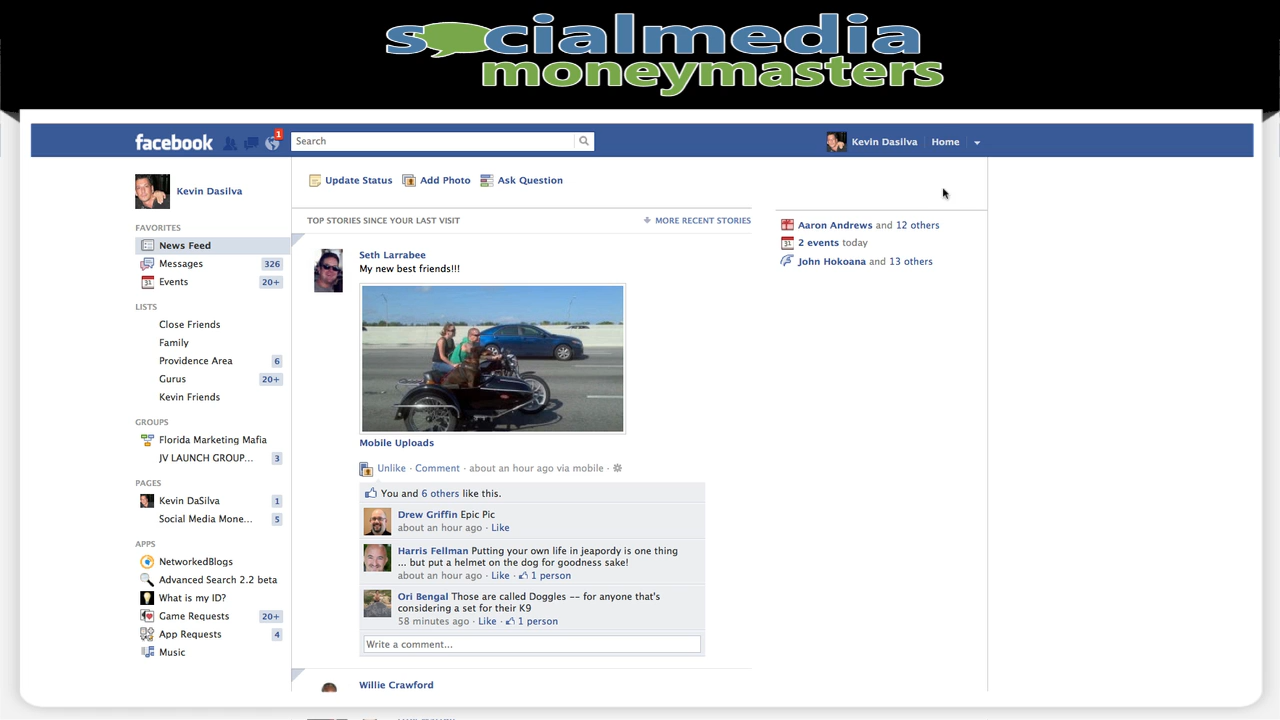 socialmedia
moneymasters
facebook
1
Search
Kevin Dasilva
Home
Kevin Dasilva
FAVORITES
News Feed
Messages 326
Events 20+
LISTS
Close Friends
Family
Providence Area 6
Gurus 20+
Kevin Friends
GROUPS
Florida Marketing Mafia
JV LAUNCH GROUP... 3
PAGES
Kevin DaSilva 1
Social Media Mone... 5
APPS
NetworkedBlogs
Advanced Search 2.2 beta
What is my ID?
Game Requests 20+
App Requests 4
Music
Update Status Add Photo Ask Question
TOP STORIES SINCE YOUR LAST VISIT MORE RECENT STORIES
Seth Larrabee
My new best friends!!!
Mobile Uploads
Unlike · Comment · about an hour ago via mobile ·
You and 6 others like this.
Drew Griffin Epic Pic
about an hour ago · Like
Harris Fellman Putting your own life in jeapordy is one thing
... but put a helmet on the dog for goodness sake!
about an hour ago · Like · 1 person
Ori Bengal Those are called Doggles -- for anyone that's
considering a set for their K9
58 minutes ago · Like · 1 person
Write a comment...
Willie Crawford
Aaron Andrews and 12 others
31 2 events today
John Hokoana and 13 others